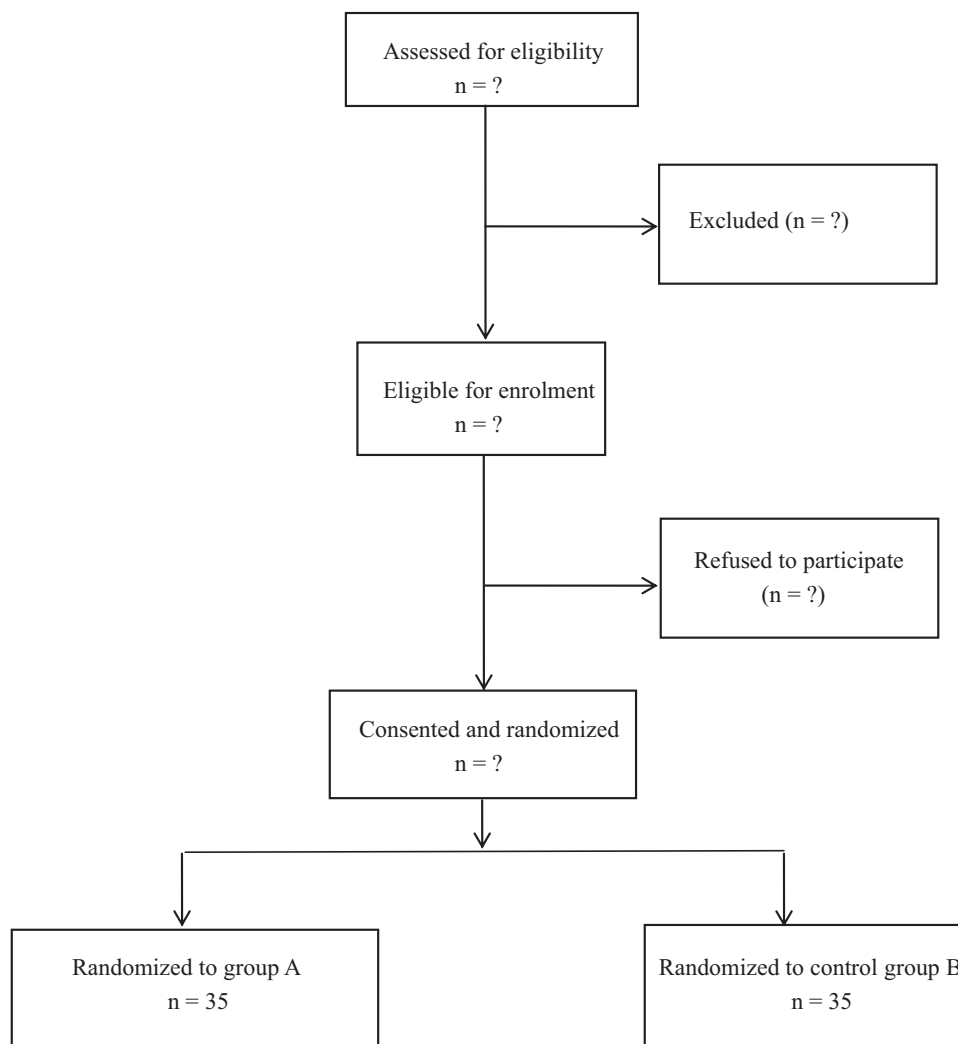 Assessed for eligibility
n = ?
Excluded (n = ?)
Eligible for enrolment
n = ?
Refused to participate
(n = ?)
Consented and randomized
n = ?
Randomized to group A
n = 35
Randomized to control group B
n = 35